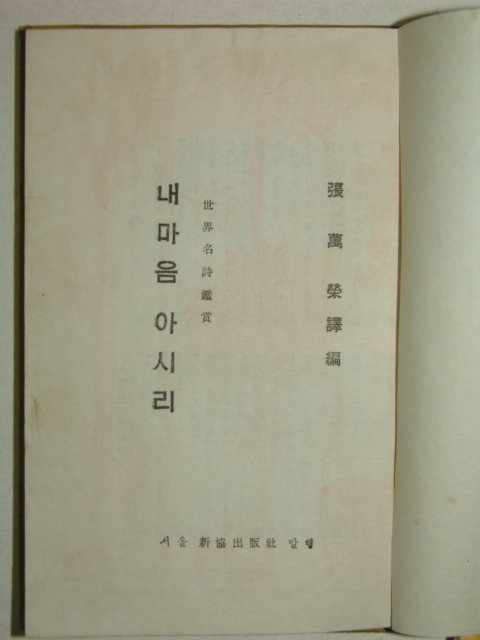 張萬榮譯編
世界名詩鑑賞
내마음 아시리
서울 新協出版社 발행